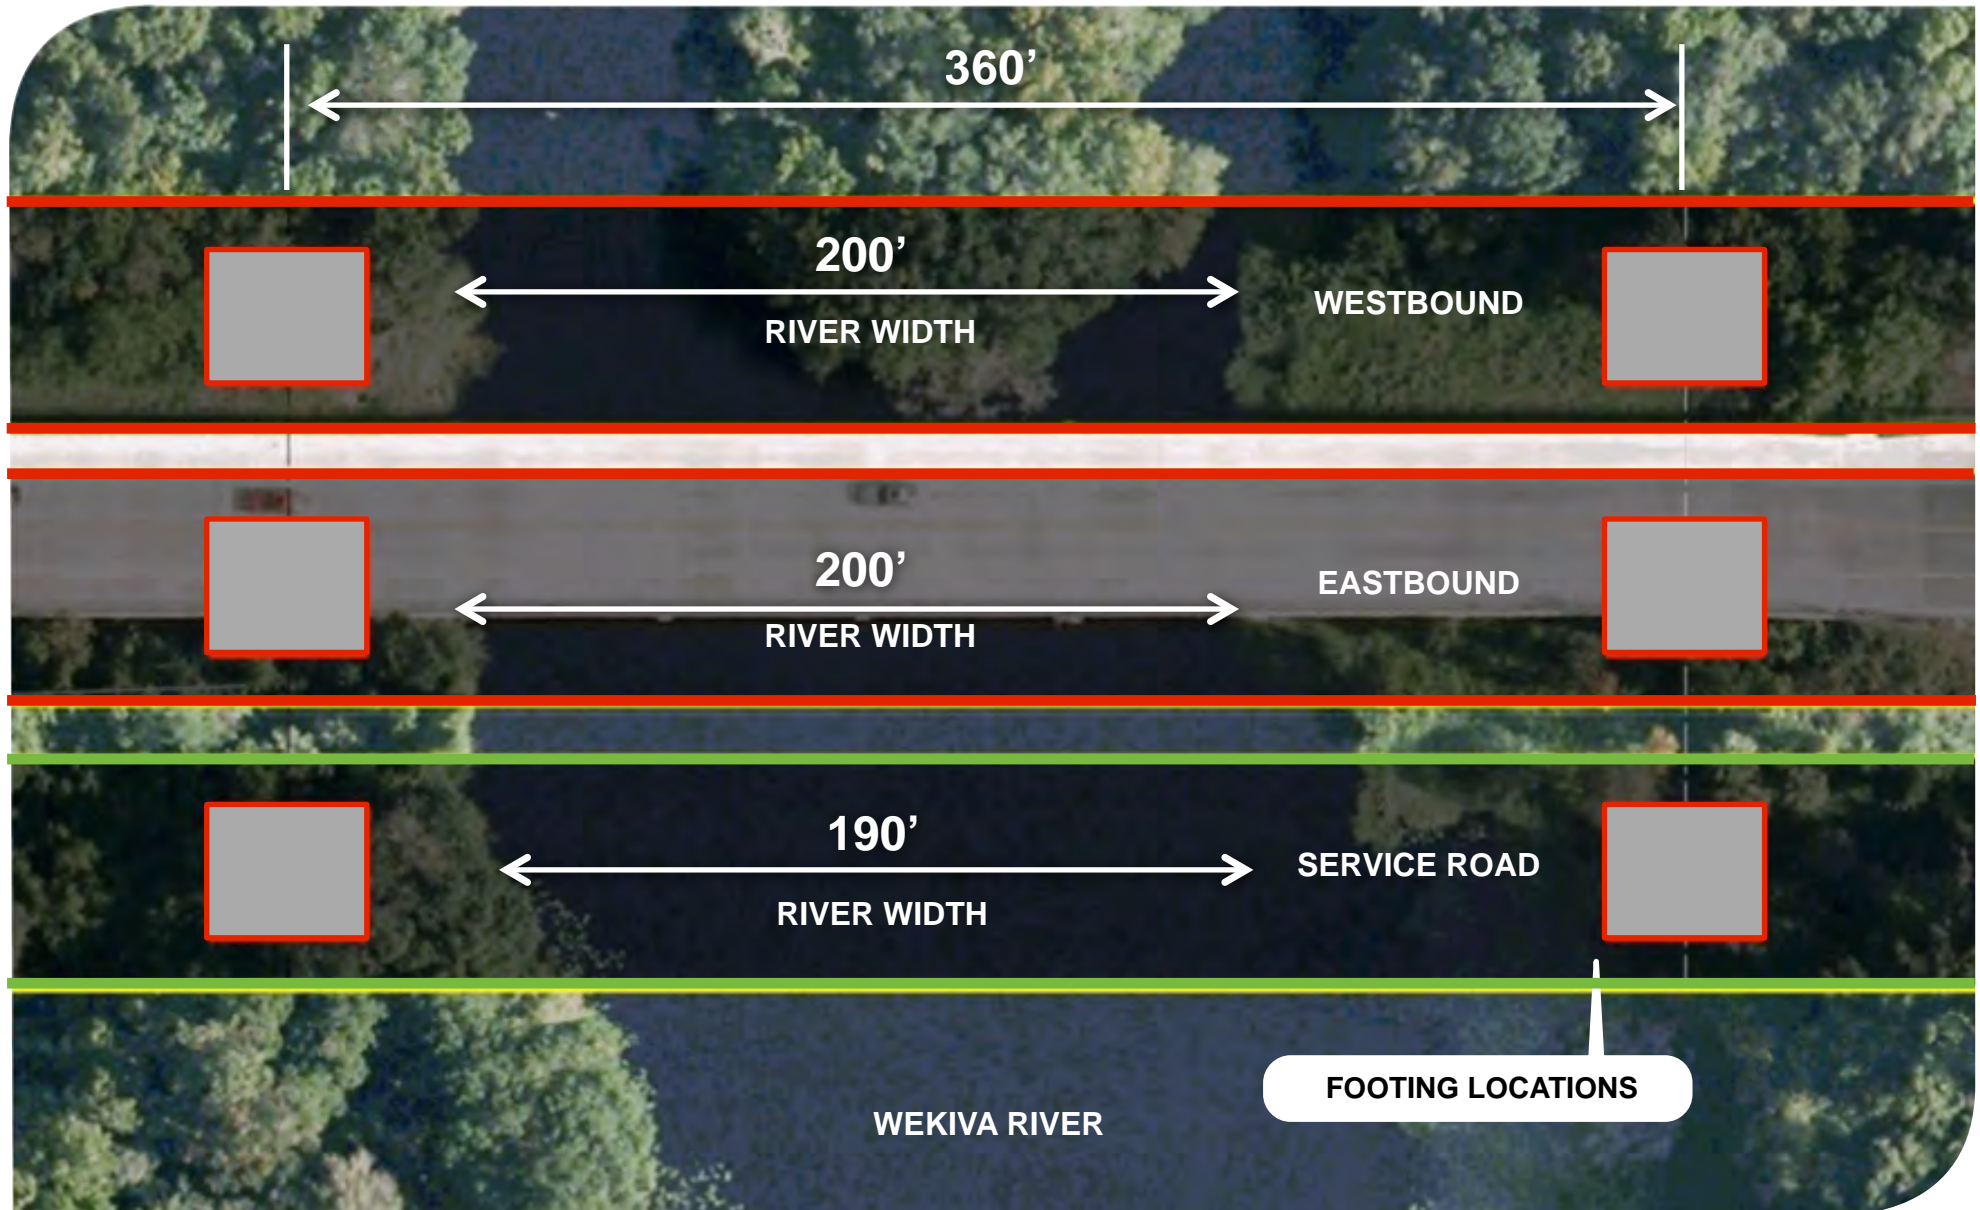 360’
200’
RIVER WIDTH
WESTBOUND
200’
RIVER WIDTH
EASTBOUND
190’
RIVER WIDTH
SERVICE ROAD
FOOTING LOCATIONS
WEKIVA RIVER